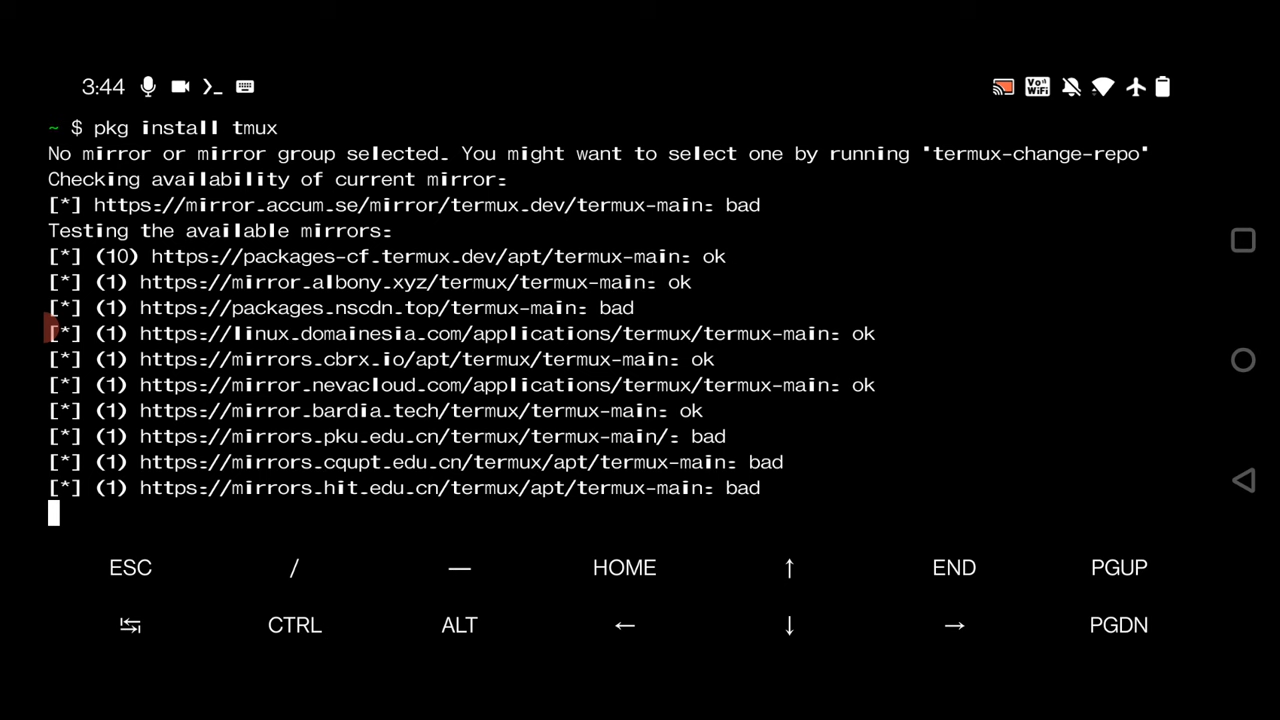 3:44
Vo WiFi
~ $ pkg install tmux
No mirror or mirror group selected. You might want to select one by running 'termux-change-repo'
Checking availability of current mirror:
[*] https://mirror.accum.se/mirror/termux.dev/termux-main: bad
Testing the available mirrors:
[*] (10) https://packages-cf.termux.dev/apt/termux-main: ok
[*] (1) https://mirror.albony.xyz/termux/termux-main: ok
[*] (1) https://packages.nscdn.top/termux-main: bad
[*] (1) https://linux.domainesia.com/applications/termux/termux-main: ok
[*] (1) https://mirrors.cbrx.io/apt/termux/termux-main: ok
[*] (1) https://mirror.nevacloud.com/applications/termux/termux-main: ok
[*] (1) https://mirror.bardia.tech/termux/termux-main: ok
[*] (1) https://mirrors.pku.edu.cn/termux/termux-main/: bad
[*] (1) https://mirrors.cqupt.edu.cn/termux/apt/termux-main: bad
[*] (1) https://mirrors.hit.edu.cn/termux/apt/termux-main: bad
ESC / — HOME ↑ END PGUP
↹ CTRL ALT ← ↓ → PGDN